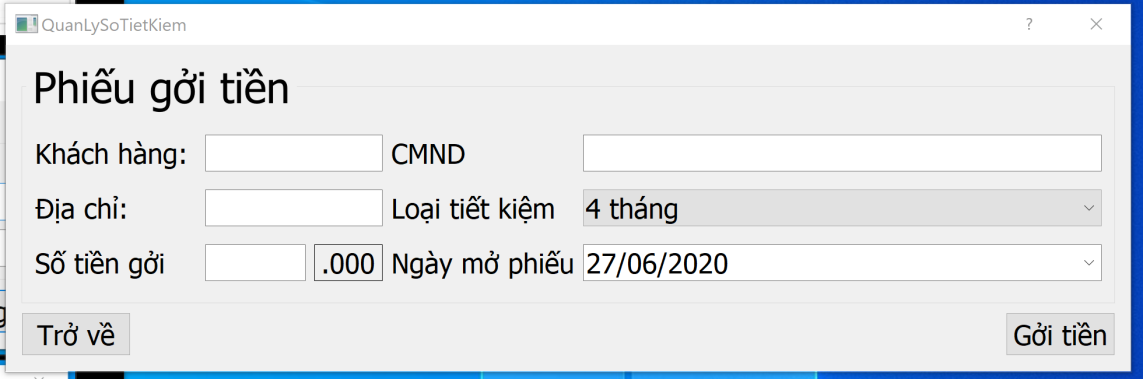 QuanLySoTietKiem ?
Phiếu gởi tiền
Khách hàng: CMND
Địa chỉ: Loại tiết kiệm 4 tháng
Số tiền gởi .000 Ngày mở phiếu 27/06/2020
Trở về Gởi tiền